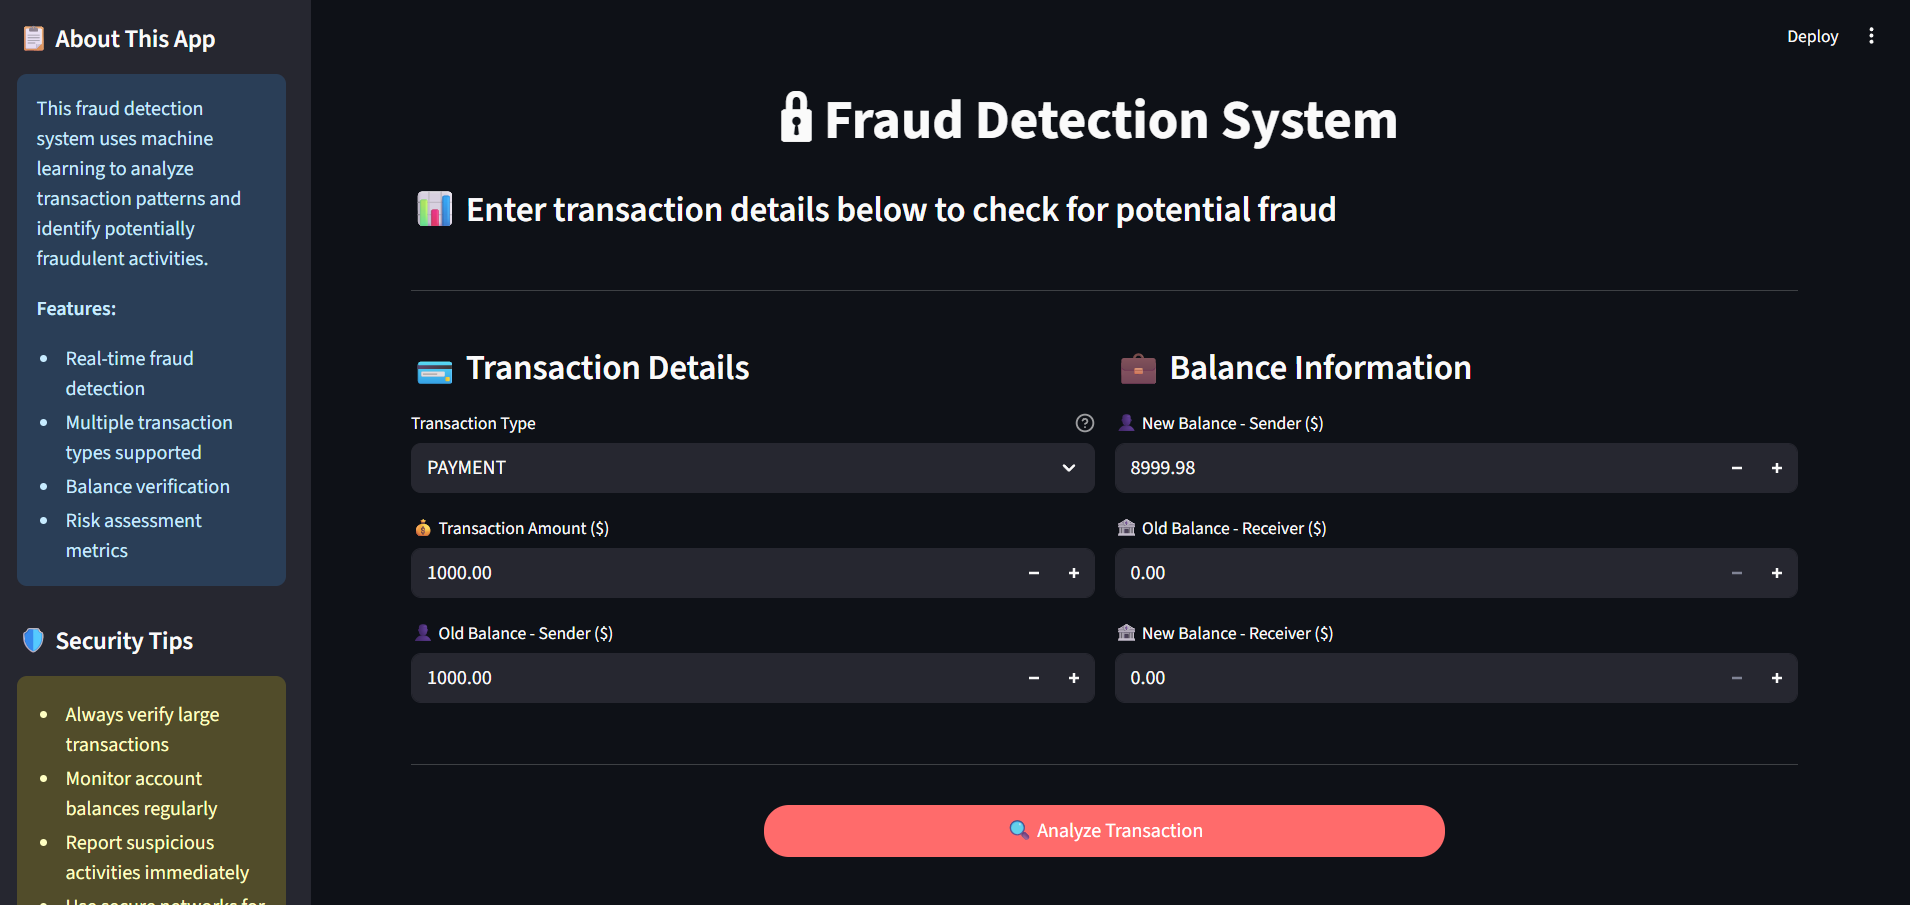 About This App
This fraud detection
system uses machine
learning to analyze
transaction patterns and
identify potentially
fraudulent activities.
Features:
Real-time fraud
detection
Multiple transaction
types supported
Balance verification
Risk assessment
metrics
Security Tips
Always verify large
transactions
Monitor account
balances regularly
Report suspicious
activities immediately
Use secure networks for
Deploy
Fraud Detection System
Enter transaction details below to check for potential fraud
Transaction Details
Transaction Type
PAYMENT
Transaction Amount ($)
1000.00
Old Balance - Sender ($)
1000.00
Balance Information
New Balance - Sender ($)
8999.98
Old Balance - Receiver ($)
0.00
New Balance - Receiver ($)
0.00
Analyze Transaction